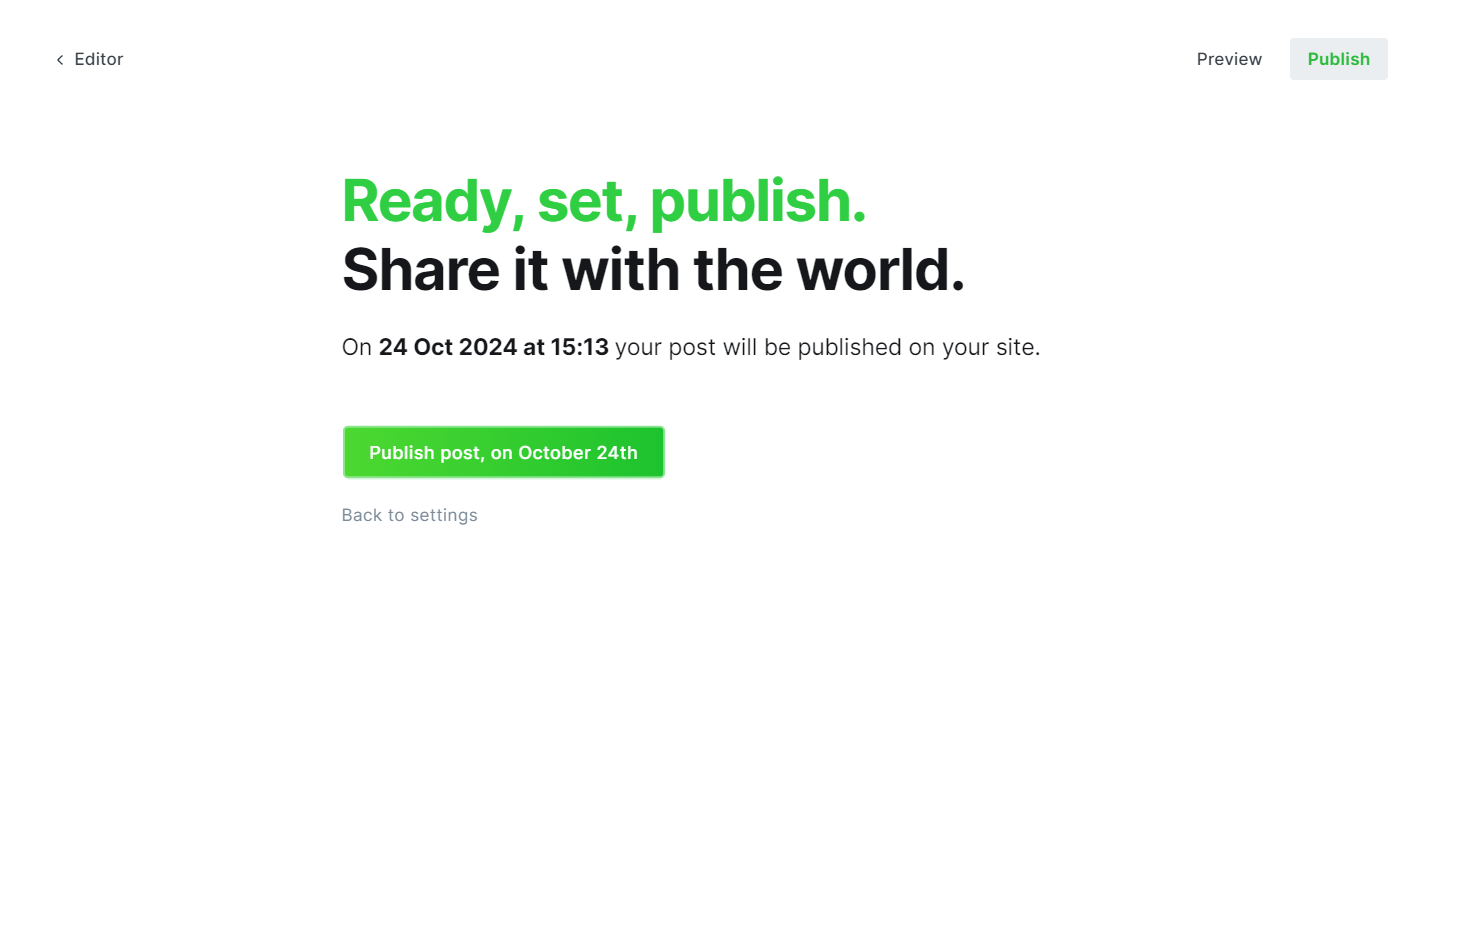 Editor
Preview
Publish
Ready, set, publish.
Share it with the world.
On 24 Oct 2024 at 15:13 your post will be published on your site.
Publish post, on October 24th
Back to settings